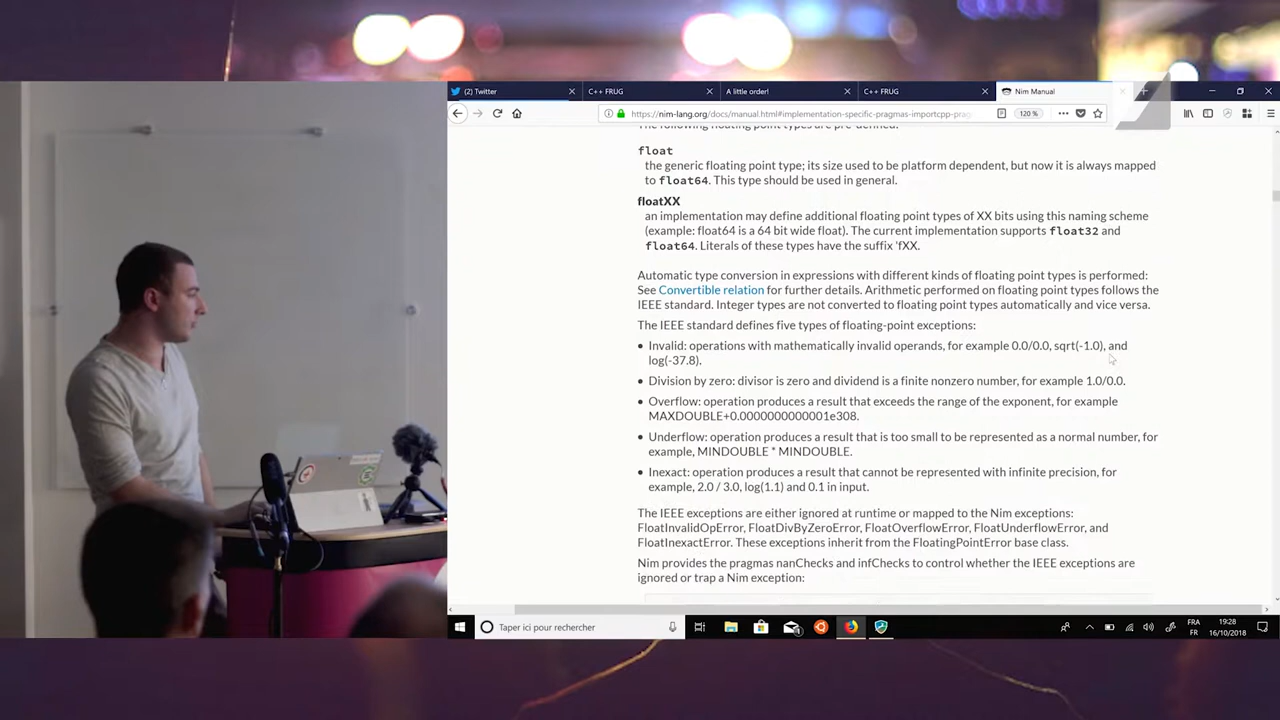 (2) Twitter
C++ FRUG
A little order!
C++ FRUG
Nim Manual
https://nim-lang.org/docs/manual.html#implementation-specific-pragmas-importcpp-prag
120 %
The following floating point types are pre-defined:
float
the generic floating point type; its size used to be platform dependent, but now it is always mapped
to float64. This type should be used in general.
floatXX
an implementation may define additional floating point types of XX bits using this naming scheme
(example: float64 is a 64 bit wide float). The current implementation supports float32 and
float64. Literals of these types have the suffix 'fXX.
Automatic type conversion in expressions with different kinds of floating point types is performed:
See Convertible relation for further details. Arithmetic performed on floating point types follows the
IEEE standard. Integer types are not converted to floating point types automatically and vice versa.
The IEEE standard defines five types of floating-point exceptions:
• Invalid: operations with mathematically invalid operands, for example 0.0/0.0, sqrt(-1.0), and
log(-37.8).
• Division by zero: divisor is zero and dividend is a finite nonzero number, for example 1.0/0.0.
• Overflow: operation produces a result that exceeds the range of the exponent, for example
MAXDOUBLE+0.0000000000001e308.
• Underflow: operation produces a result that is too small to be represented as a normal number, for
example, MINDOUBLE * MINDOUBLE.
• Inexact: operation produces a result that cannot be represented with infinite precision, for
example, 2.0 / 3.0, log(1.1) and 0.1 in input.
The IEEE exceptions are either ignored at runtime or mapped to the Nim exceptions:
FloatInvalidOpError, FloatDivByZeroError, FloatOverflowError, FloatUnderflowError, and
FloatInexactError. These exceptions inherit from the FloatingPointError base class.
Nim provides the pragmas nanChecks and infChecks to control whether the IEEE exceptions are
ignored or trap a Nim exception:
Taper ici pour rechercher
FRA
FR
19:28
16/10/2018